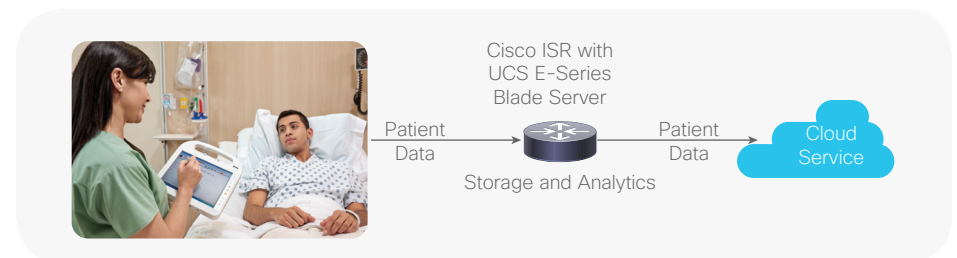 Cisco ISR with
UCS E-Series
Blade Server
Patient
Data
Storage and Analytics
Patient
Data
Cloud
Service